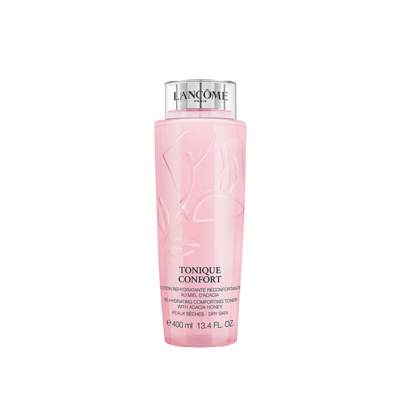 LANCÔME
PARIS
TONIQUE
CONFORT
LOTION RÉHYDRATANTE RÉCONFORTANTE
AU MIEL D'ACACIA
RE-HYDRATING COMFORTING TONER
WITH ACACIA HONEY
PEAUX SÈCHES - DRY SKIN
℮ 400 ml 13.4 FL. OZ.